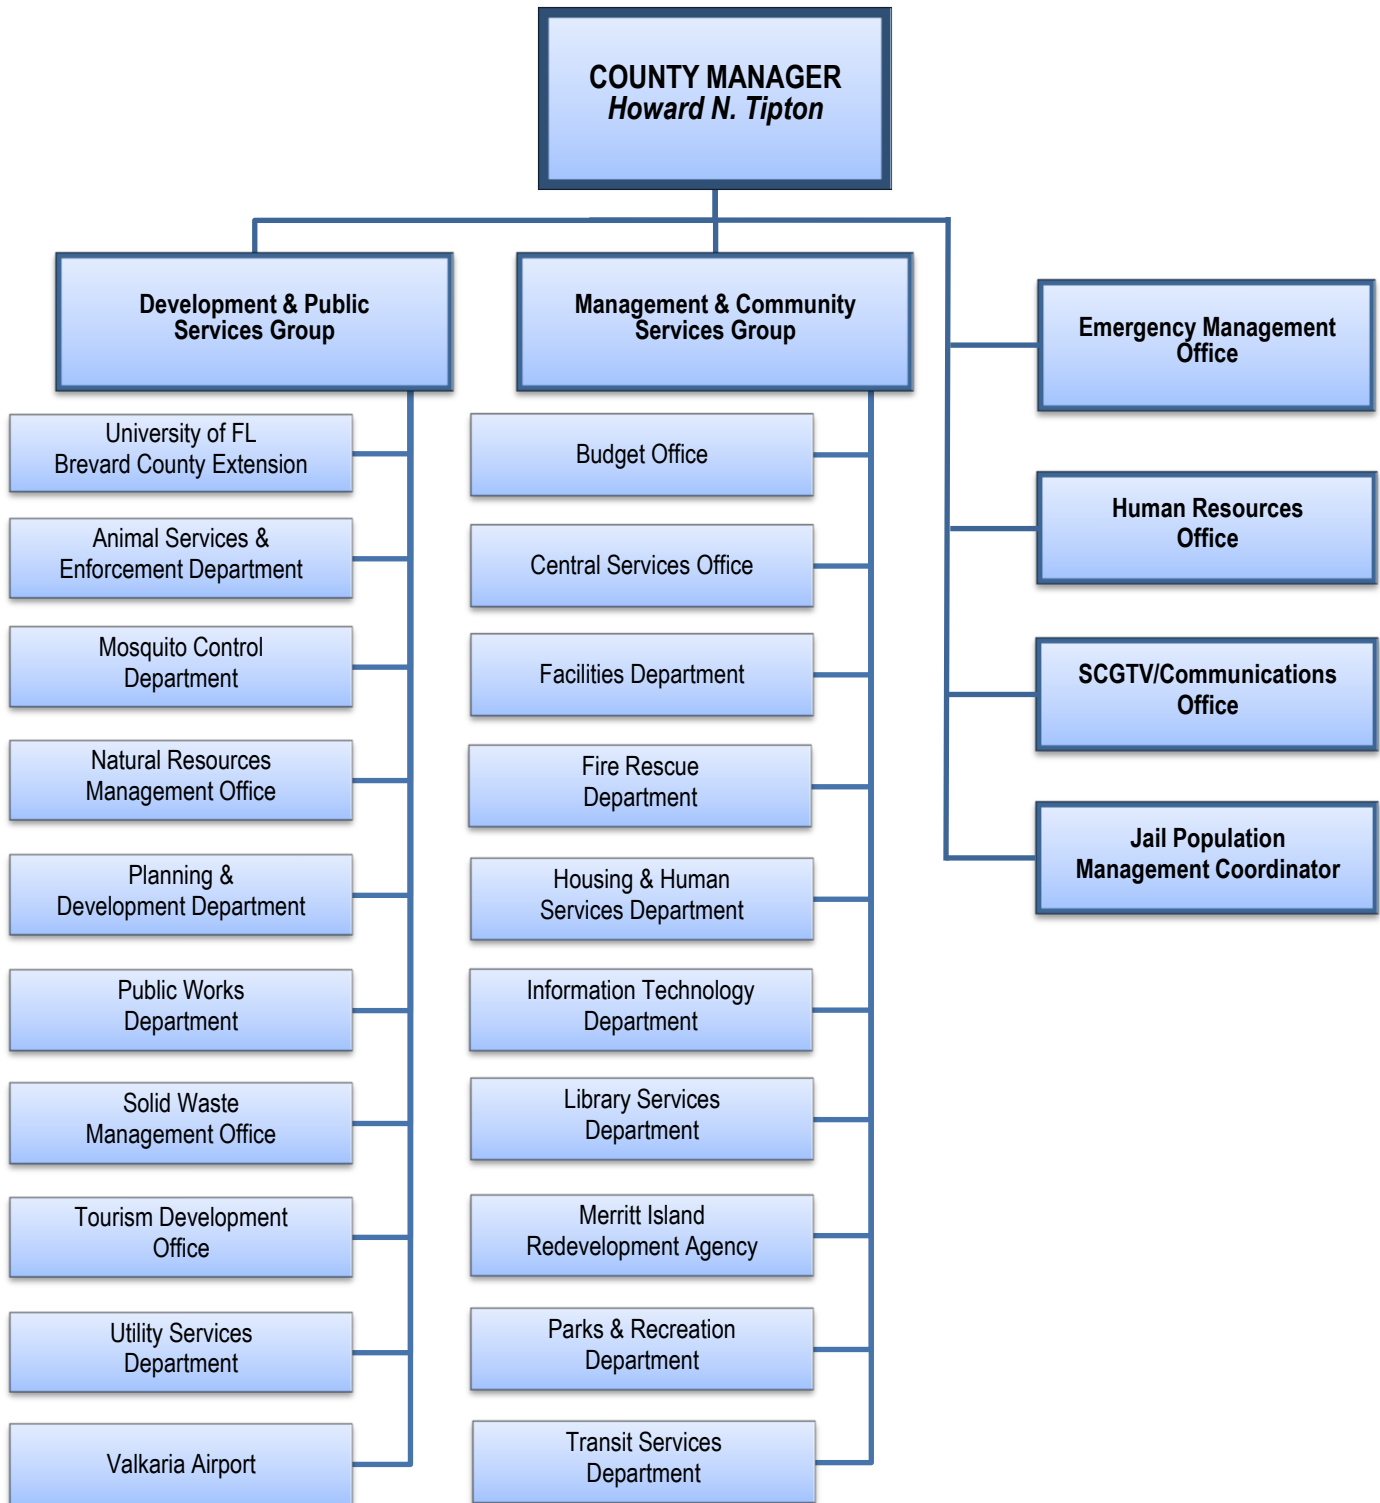 COUNTY MANAGER
Howard N. Tipton
Development & Public
Services Group
University of FL
Brevard County Extension
Animal Services &
Enforcement Department
Mosquito Control
Department
Natural Resources
Management Office
Planning &
Development Department
Public Works
Department
Solid Waste
Management Office
Tourism Development
Office
Utility Services
Department
Valkaria Airport
Management & Community
Services Group
Budget Office
Central Services Office
Facilities Department
Fire Rescue
Department
Housing & Human
Services Department
Information Technology
Department
Library Services
Department
Merritt Island
Redevelopment Agency
Parks & Recreation
Department
Transit Services
Department
Emergency Management
Office
Human Resources
Office
SCGTV/Communications
Office
Jail Population
Management Coordinator